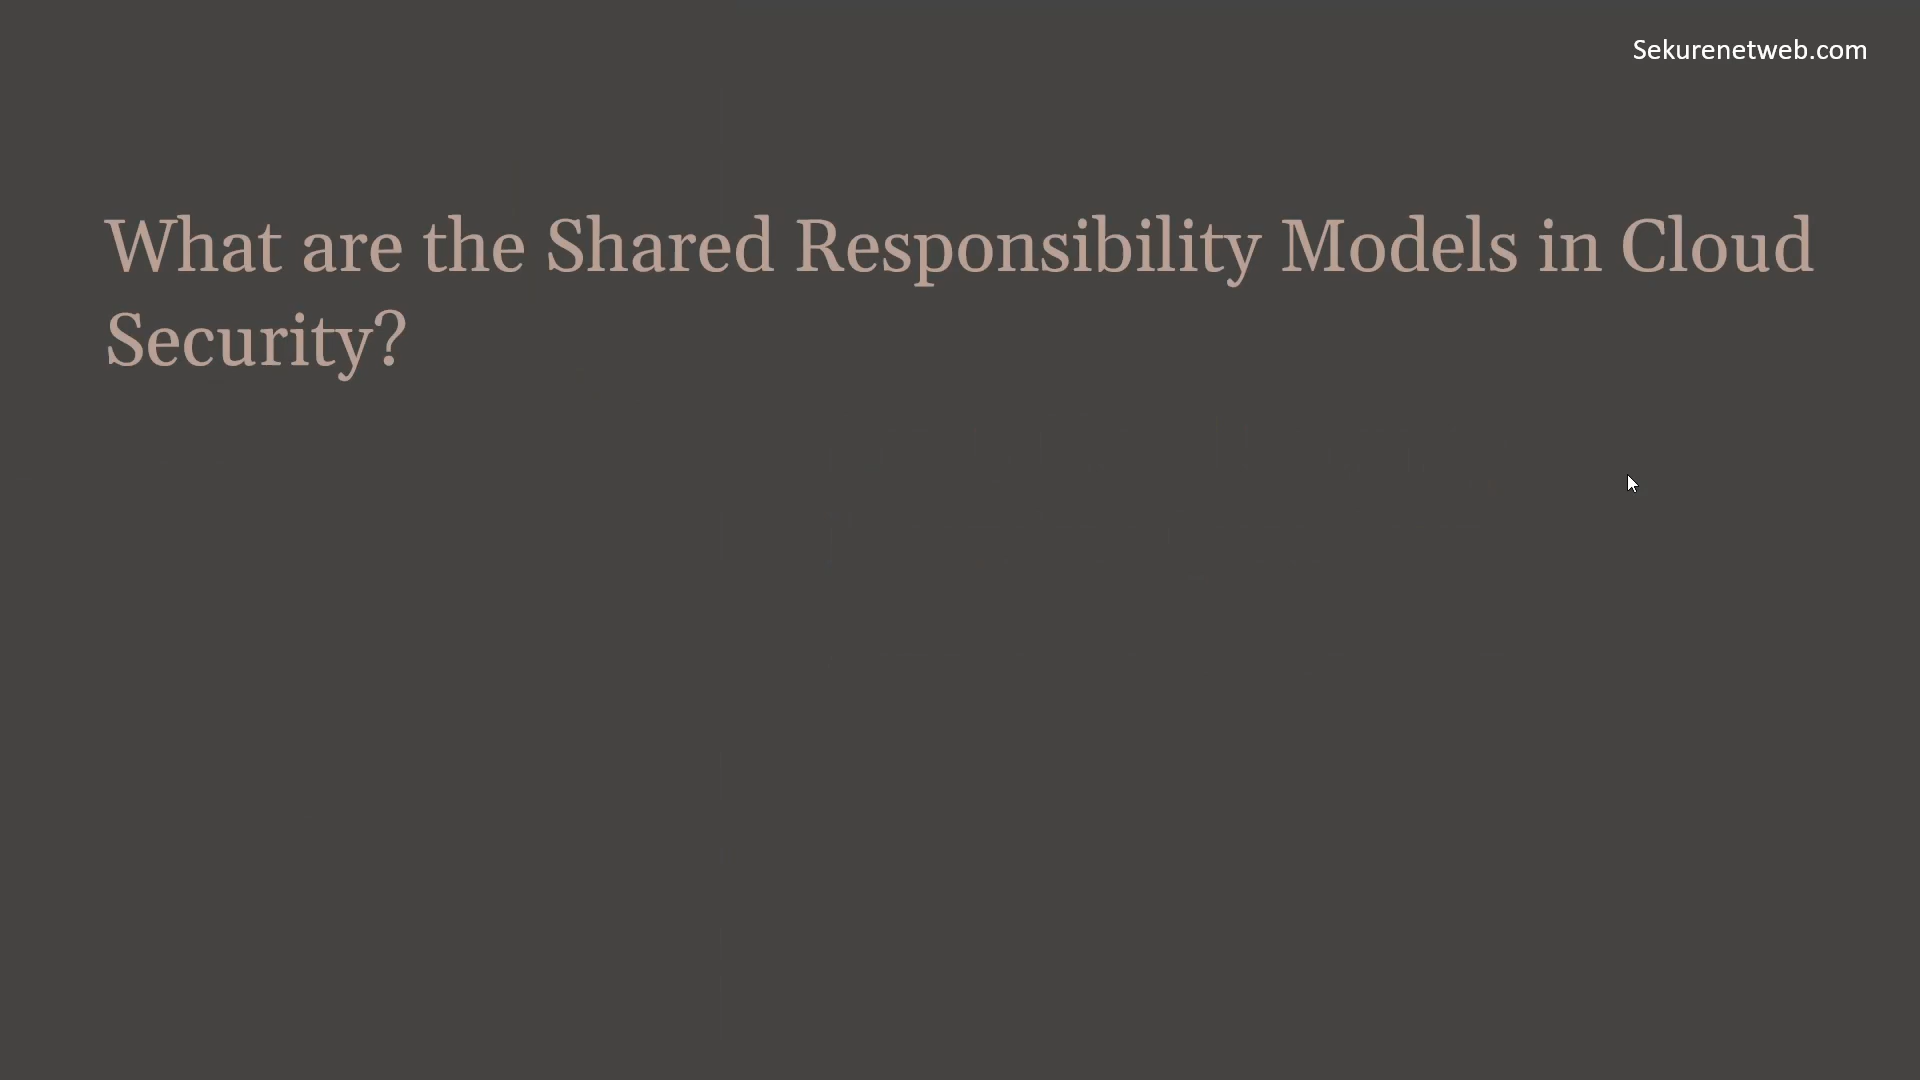 Sekurenetweb.com
What are the Shared Responsibility Models in Cloud
Security?